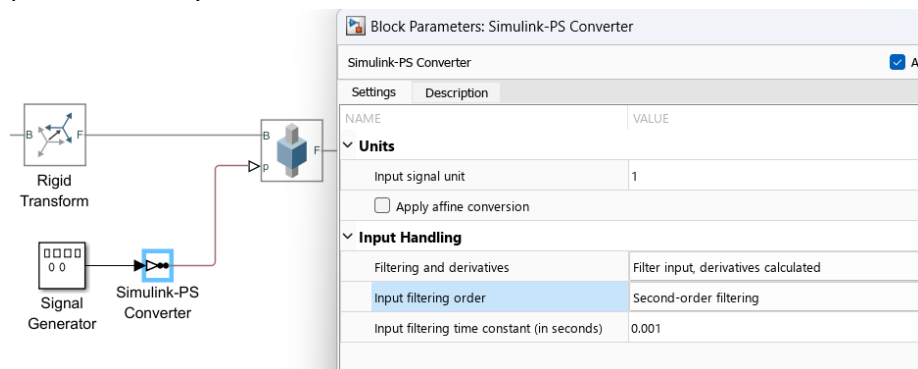 Block Parameters: Simulink-PS Converter
Simulink-PS Converter
A
Settings Description
NAME VALUE
Units
Input signal unit 1
Apply affine conversion
Input Handling
Filtering and derivatives Filter input, derivatives calculated
Input filtering order Second-order filtering
Input filtering time constant (in seconds) 0.001
B F
Rigid
Transform
B
p
F
Signal
Generator
Simulink-PS
Converter